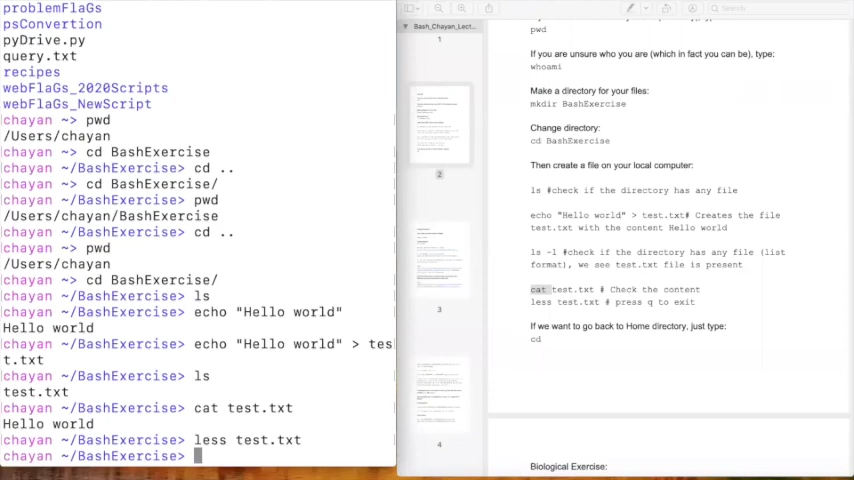 problemFlaGs
psConvertion
pyDrive.py
query.txt
recipes
webFlaGs_2020Scripts
webFlaGs_NewScript
chayan ~> pwd
/Users/chayan
chayan ~> cd BashExercise
chayan ~/BashExercise> cd ..
chayan ~> cd BashExercise/
chayan ~/BashExercise> pwd
/Users/chayan/BashExercise
chayan ~/BashExercise> cd ..
chayan ~> pwd
/Users/chayan
chayan ~> cd BashExercise/
chayan ~/BashExercise> ls
chayan ~/BashExercise> echo "Hello world"
Hello world
chayan ~/BashExercise> echo "Hello world" > tes
t.txt
chayan ~/BashExercise> ls
test.txt
chayan ~/BashExercise> cat test.txt
Hello world
chayan ~/BashExercise> less test.txt
chayan ~/BashExercise>
Search
Bash_Chayan_Lect...
1
2
3
4
pwd
If you are unsure who you are (which in fact you can be), type:
whoami
Make a directory for your files:
mkdir BashExercise
Change directory:
cd BashExercise
Then create a file on your local computer:
ls #check if the directory has any file
echo "Hello world" > test.txt# Creates the file
test.txt with the content Hello world
ls -l #check if the directory has any file (list
format), we see test.txt file is present
cat test.txt # Check the content
less test.txt # press q to exit
If we want to go back to Home directory, just type:
cd
Biological Exercise: